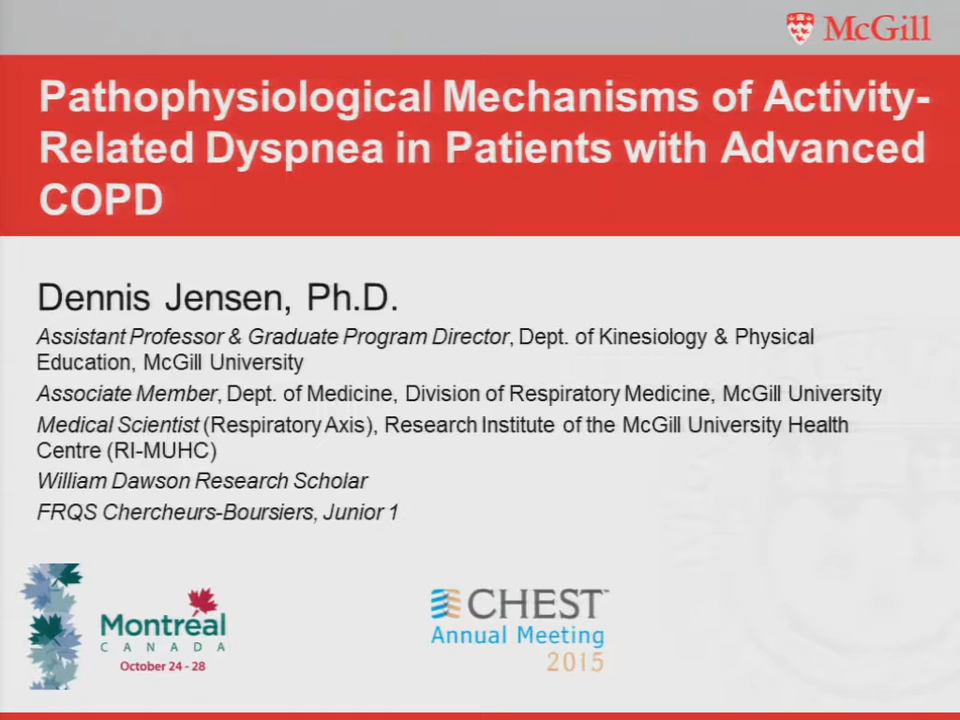 McGill
Pathophysiological Mechanisms of Activity-
Related Dyspnea in Patients with Advanced
COPD
Dennis Jensen, Ph.D.
Assistant Professor & Graduate Program Director, Dept. of Kinesiology & Physical
Education, McGill University
Associate Member, Dept. of Medicine, Division of Respiratory Medicine, McGill University
Medical Scientist (Respiratory Axis), Research Institute of the McGill University Health
Centre (RI-MUHC)
William Dawson Research Scholar
FRQS Chercheurs-Boursiers, Junior 1
Montréal
CANADA
October 24 - 28
CHEST™
Annual Meeting
2015